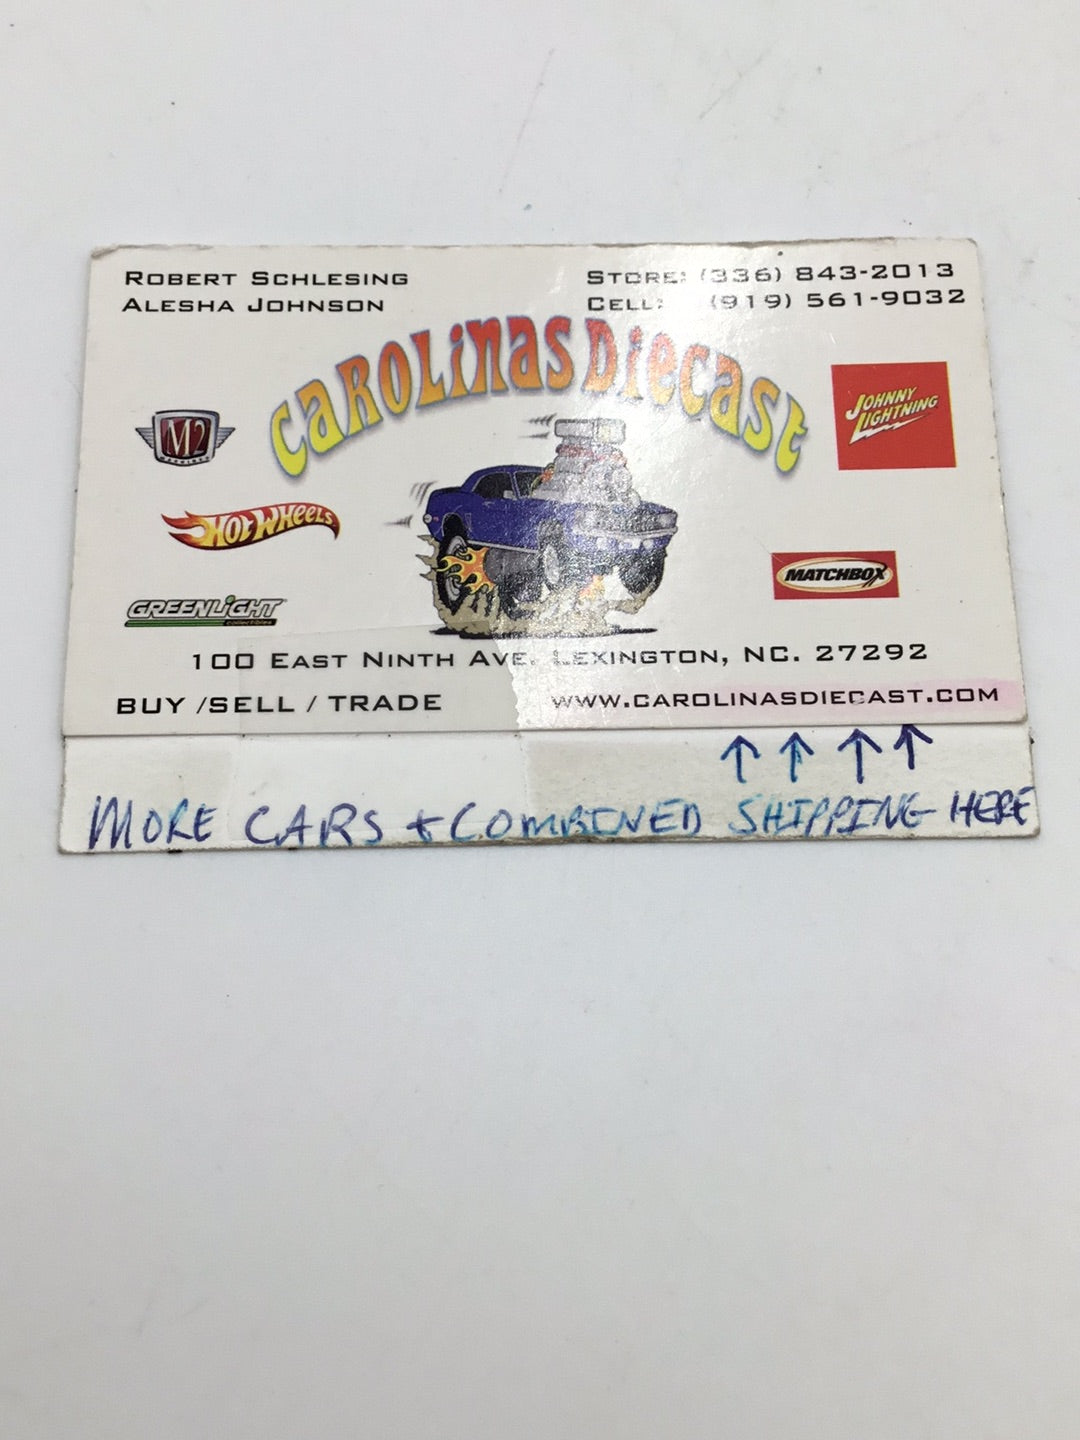 Robert Schlesing
Alesha Johnson
Store: (336) 843-2013
Cell: (919) 561-9032
Carolinas Diecast
M2
MACHINES
Johnny Lightning
Hot Wheels
MATCHBOX
GREENLIGHT
collectibles
100 East Ninth Ave. Lexington, NC. 27292
BUY /SELL / TRADE
www.carolinasdiecast.com
↑ ↑ ↑ ↑
MORE CARS + COMBINED SHIPPING HERE